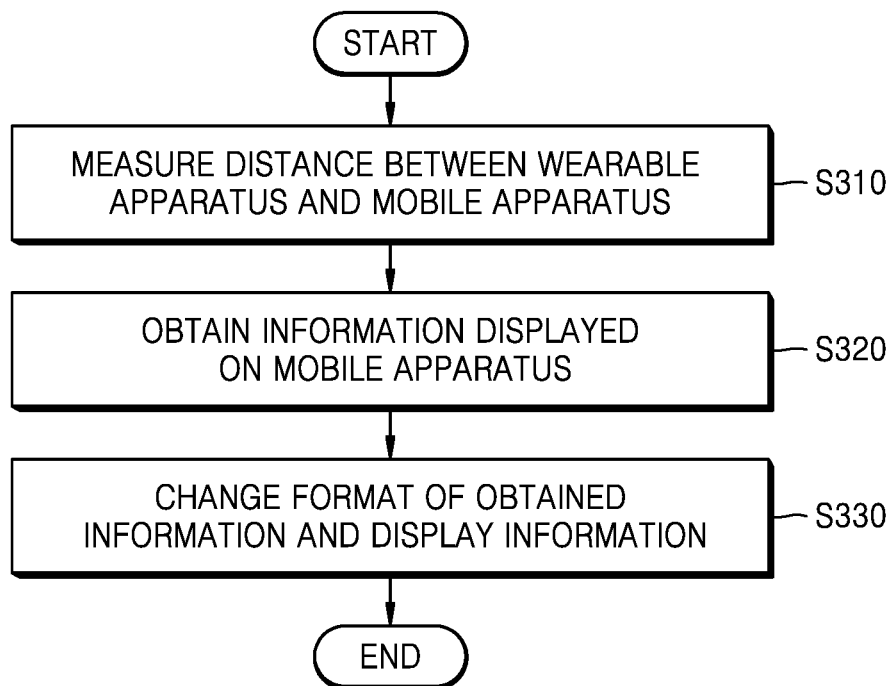 START
MEASURE DISTANCE BETWEEN WEARABLE
APPARATUS AND MOBILE APPARATUS
S310
OBTAIN INFORMATION DISPLAYED
ON MOBILE APPARATUS
S320
CHANGE FORMAT OF OBTAINED
INFORMATION AND DISPLAY INFORMATION
S330
END